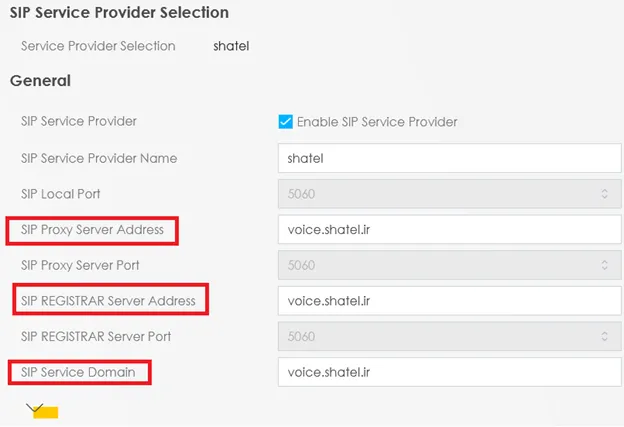 SIP Service Provider Selection
Service Provider Selection shatel
General
SIP Service Provider Enable SIP Service Provider
SIP Service Provider Name shatel
SIP Local Port 5060
SIP Proxy Server Address voice.shatel.ir
SIP Proxy Server Port 5060
SIP REGISTRAR Server Address voice.shatel.ir
SIP REGISTRAR Server Port 5060
SIP Service Domain voice.shatel.ir